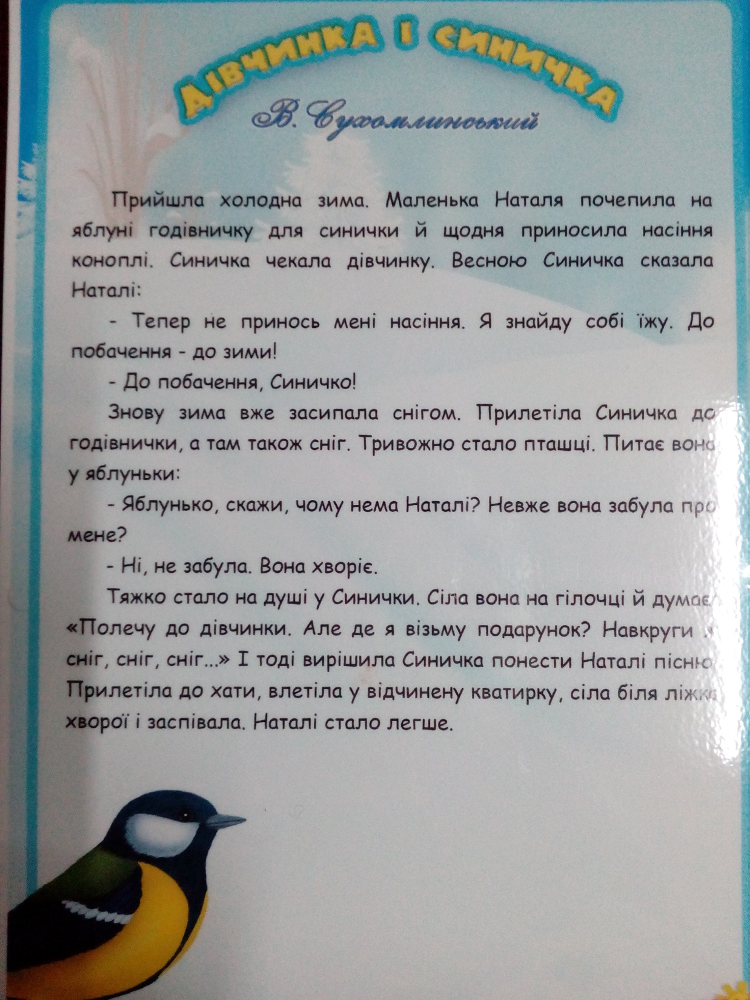 ДІВЧИНКА І СИНИЧКА
В. Сухомлинський
Прийшла холодна зима. Маленька Наталя почепила на
яблуні годівничку для синички й щодня приносила насіння
коноплі. Синичка чекала дівчинку. Весною Синичка сказала
Наталі:
- Тепер не принось мені насіння. Я знайду собі їжу. До
побачення - до зими!
- До побачення, Синичко!
Знову зима вже засипала снігом. Прилетіла Синичка до
годівнички, а там також сніг. Тривожно стало пташці. Питає вона
у яблуньки:
- Яблунько, скажи, чому нема Наталі? Невже вона забула про
мене?
- Ні, не забула. Вона хворіє.
Тяжко стало на душі у Синички. Сіла вона на гілочці й думає
«Полечу до дівчинки. Але де я візьму подарунок? Навкруги
сніг, сніг, сніг...» І тоді вирішила Синичка понести Наталі пісню
Прилетіла до хати, влетіла у відчинену кватирку, сіла біля ліжка
хворої і заспівала. Наталі стало легше.